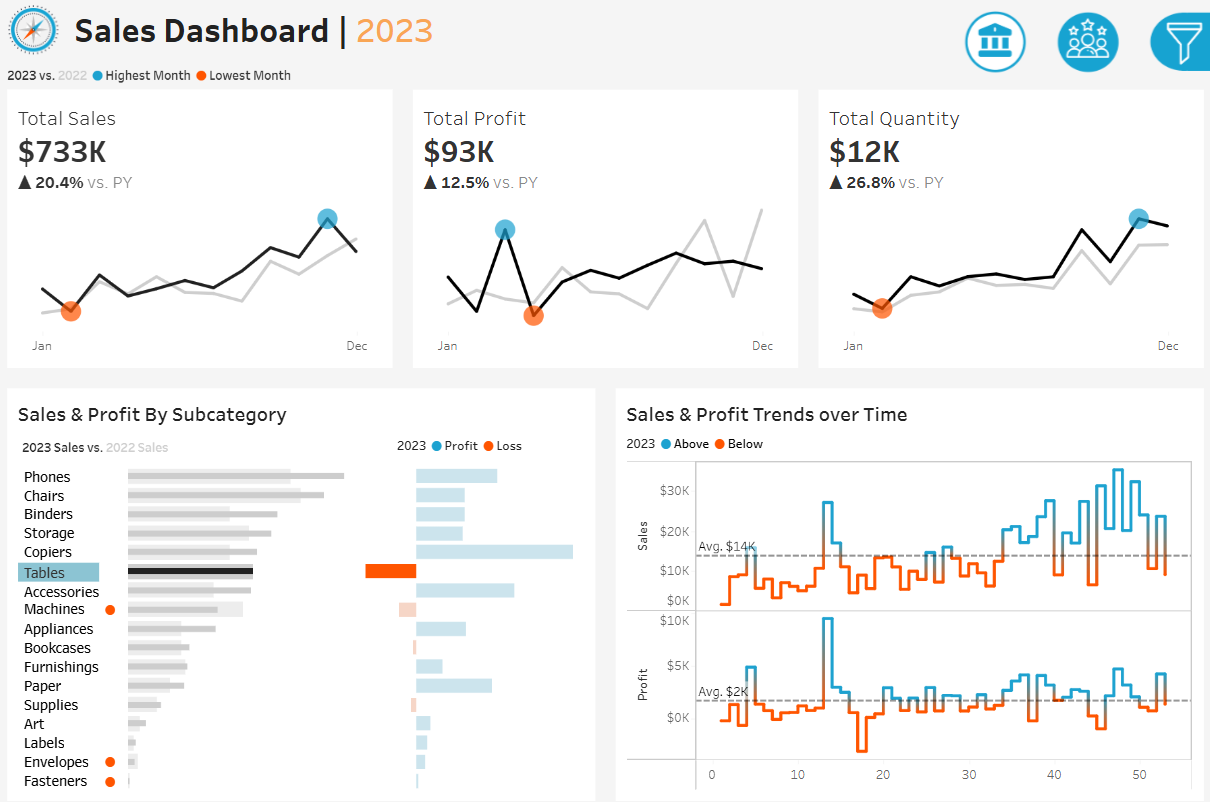 Sales Dashboard | 2023
2023 vs. 2022 Highest Month Lowest Month
Total Sales
$733K
▲ 20.4% vs. PY
Jan Dec
Total Profit
$93K
▲ 12.5% vs. PY
Jan Dec
Total Quantity
$12K
▲ 26.8% vs. PY
Jan Dec
Sales & Profit By Subcategory
2023 Sales vs. 2022 Sales
2023 Profit Loss
Phones
Chairs
Binders
Storage
Copiers
Tables
Accessories
Machines
Appliances
Bookcases
Furnishings
Paper
Supplies
Art
Labels
Envelopes
Fasteners
Sales & Profit Trends over Time
2023 Above Below
Sales
$30K
$20K
Avg. $14K
$10K
$0K
Profit
$10K
$5K
Avg. $2K
$0K
0 10 20 30 40 50